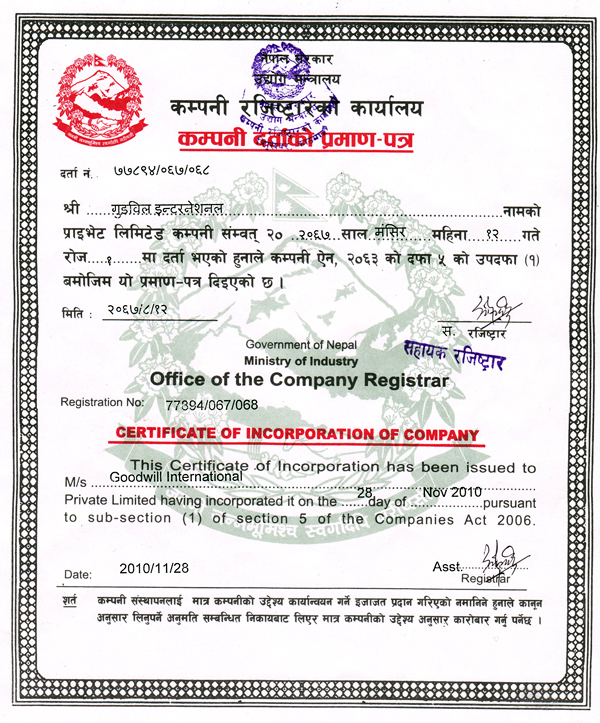 नेपाल सरकार
उद्योग मन्त्रालय
कम्पनी रजिष्टारको कार्यालय
कम्पनी दर्ताको प्रमाण-पत्र
दर्ता नं. ७७३९४/०६७/०६८
श्री ......गुडविल इन्टरनेशनल......नामको
प्राइभेट लिमिटेड कम्पनी संम्वत् २० ..२०६७...साल मंसिर महिना १२ गते
रोज....१....मा दर्ता भएको हुनाले कम्पनी ऐन, २०६३ को दफा ५ को उपदफा (१)
बमोजिम यो प्रमाण-पत्र दिइएको छ ।
मिति : २०६७/८/१२
स. रजिष्टार
सहायक रजिष्ट्रार
Government of Nepal
Ministry of Industry
Office of the Company Registrar
Registration No: 77394/067/068
CERTIFICATE OF INCORPORATION OF COMPANY
This Certificate of Incorporation has been issued to
M/s Goodwill International
Private Limited having incorporated it on the ......28...day of ...Nov 2010......pursuant
to sub-section (1) of section 5 of the Companies Act 2006.
Date: 2010/11/28
Asst.
Registrar
शर्त कम्पनी संस्थापनलाई मात्र कम्पनीको उद्देश्य कार्यान्वयन गर्ने इजाजत प्रदान गरिएको नमानिने हुनाले कानून
अनुसार लिनुपर्ने अनुमति सम्बन्धित निकायबाट लिएर मात्र कम्पनीको उद्देश्य अनुसार कारोबार गर्नु पर्नेछ ।